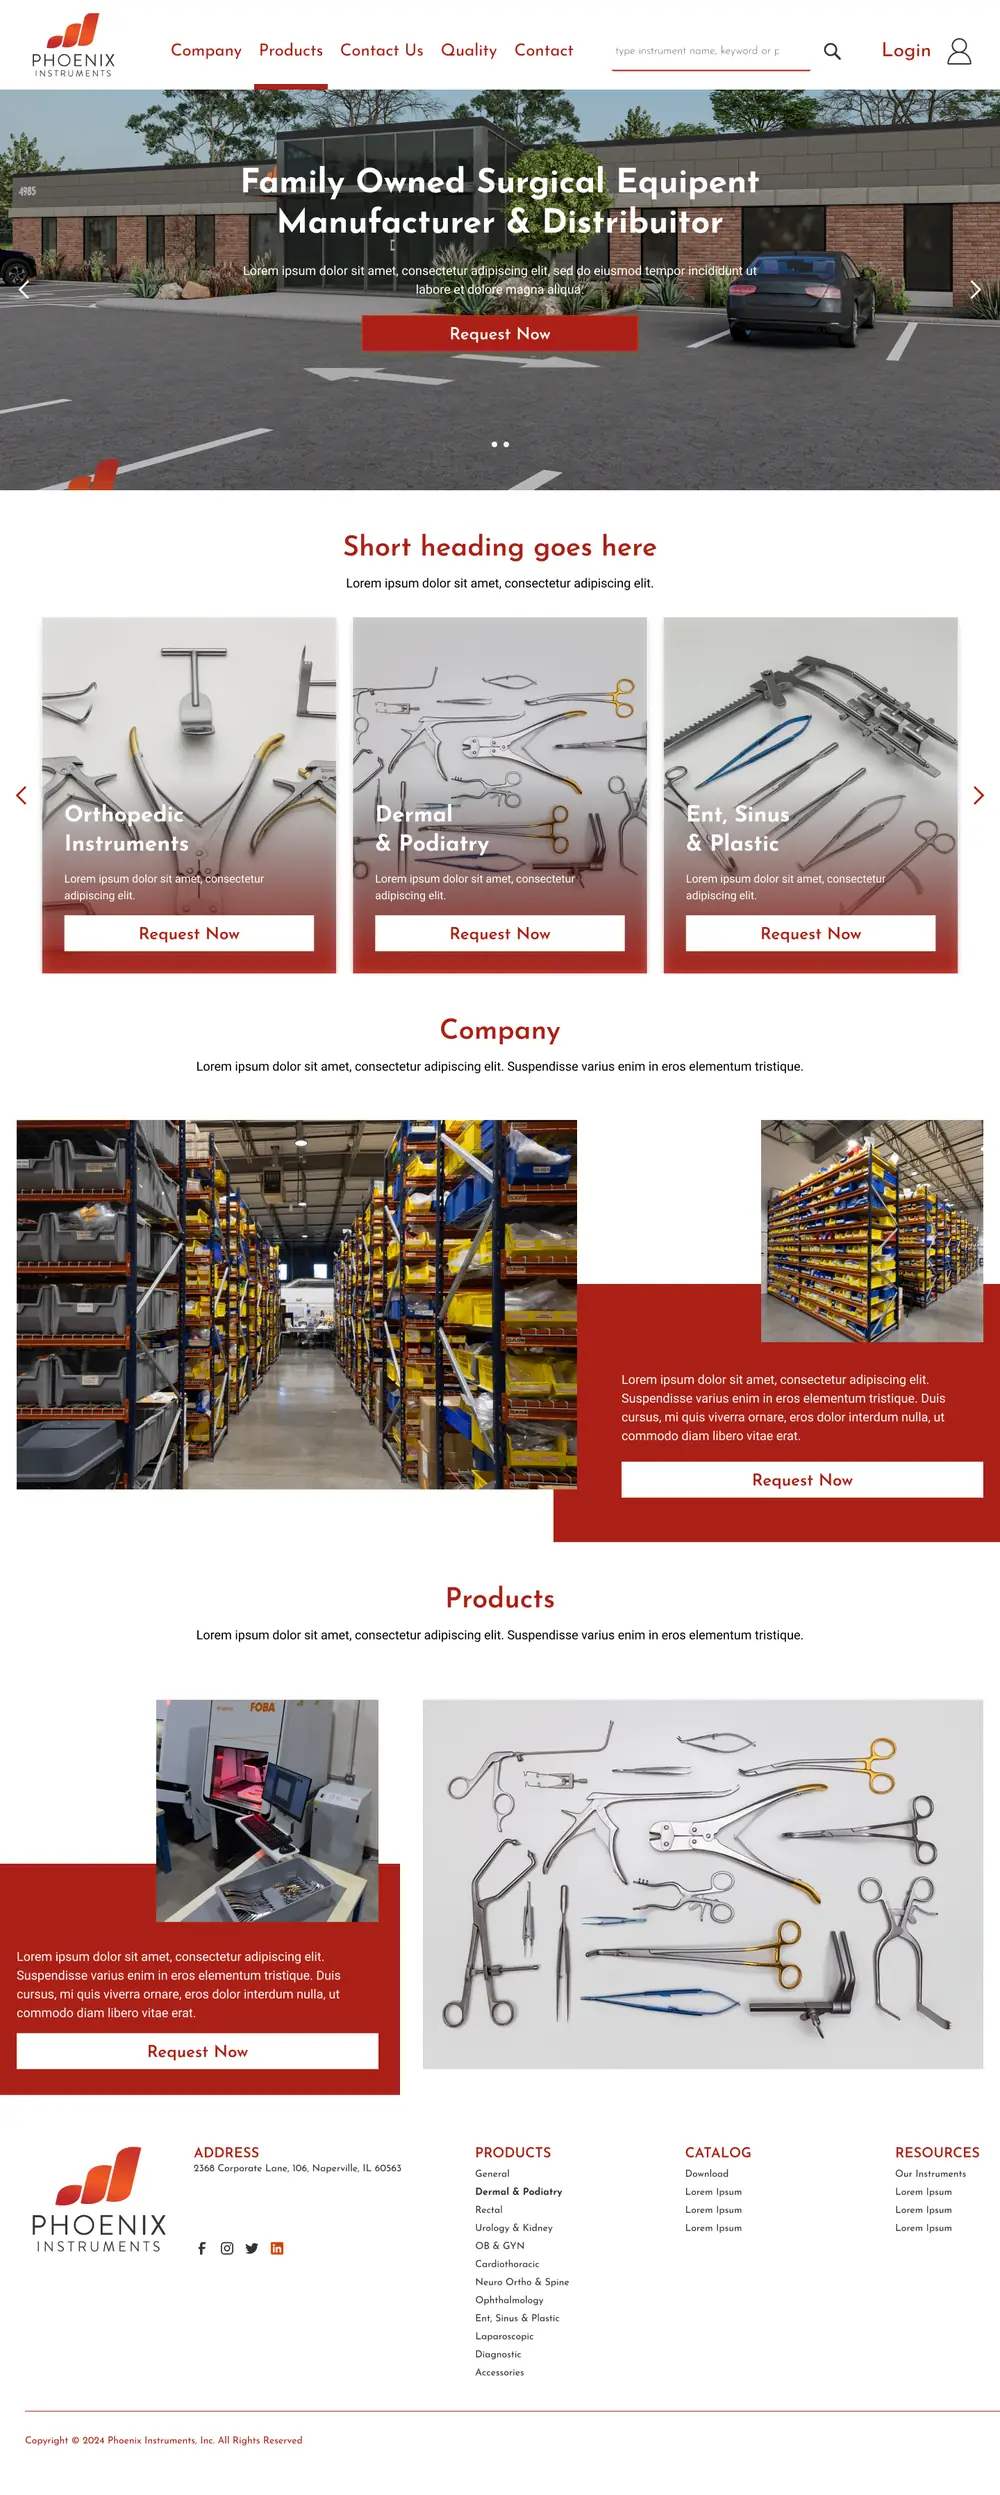 PHOENIX
INSTRUMENTS
Company Products Contact Us Quality Contact
type instrument name, keyword or p
Login
4985
Family Owned Surgical Equipent
Manufacturer & Distribuitor
Lorem ipsum dolor sit amet, consectetur adipiscing elit, sed do eiusmod tempor incididunt ut
labore et dolore magna aliqua.
Request Now
Short heading goes here
Lorem ipsum dolor sit amet, consectetur adipiscing elit.
Orthopedic
Instruments
Lorem ipsum dolor sit amet, consectetur
adipiscing elit.
Request Now
Dermal
& Podiatry
Lorem ipsum dolor sit amet, consectetur
adipiscing elit.
Request Now
Ent, Sinus
& Plastic
Lorem ipsum dolor sit amet, consectetur
adipiscing elit.
Request Now
Company
Lorem ipsum dolor sit amet, consectetur adipiscing elit. Suspendisse varius enim in eros elementum tristique.
Lorem ipsum dolor sit amet, consectetur adipiscing elit.
Suspendisse varius enim in eros elementum tristique. Duis
cursus, mi quis viverra ornare, eros dolor interdum nulla, ut
commodo diam libero vitae erat.
Request Now
Products
Lorem ipsum dolor sit amet, consectetur adipiscing elit. Suspendisse varius enim in eros elementum tristique.
FOBA
Lorem ipsum dolor sit amet, consectetur adipiscing elit.
Suspendisse varius enim in eros elementum tristique. Duis
cursus, mi quis viverra ornare, eros dolor interdum nulla, ut
commodo diam libero vitae erat.
Request Now
PHOENIX
INSTRUMENTS
ADDRESS
2368 Corporate Lane, 106, Naperville, IL 60563
PRODUCTS
General
Dermal & Podiatry
Rectal
Urology & Kidney
OB & GYN
Cardiothoracic
Neuro Ortho & Spine
Ophthalmology
Ent, Sinus & Plastic
Laparoscopic
Diagnostic
Accessories
CATALOG
Download
Lorem Ipsum
Lorem Ipsum
Lorem Ipsum
RESOURCES
Our Instruments
Lorem Ipsum
Lorem Ipsum
Lorem Ipsum
Copyright © 2024 Phoenix Instruments, Inc. All Rights Reserved